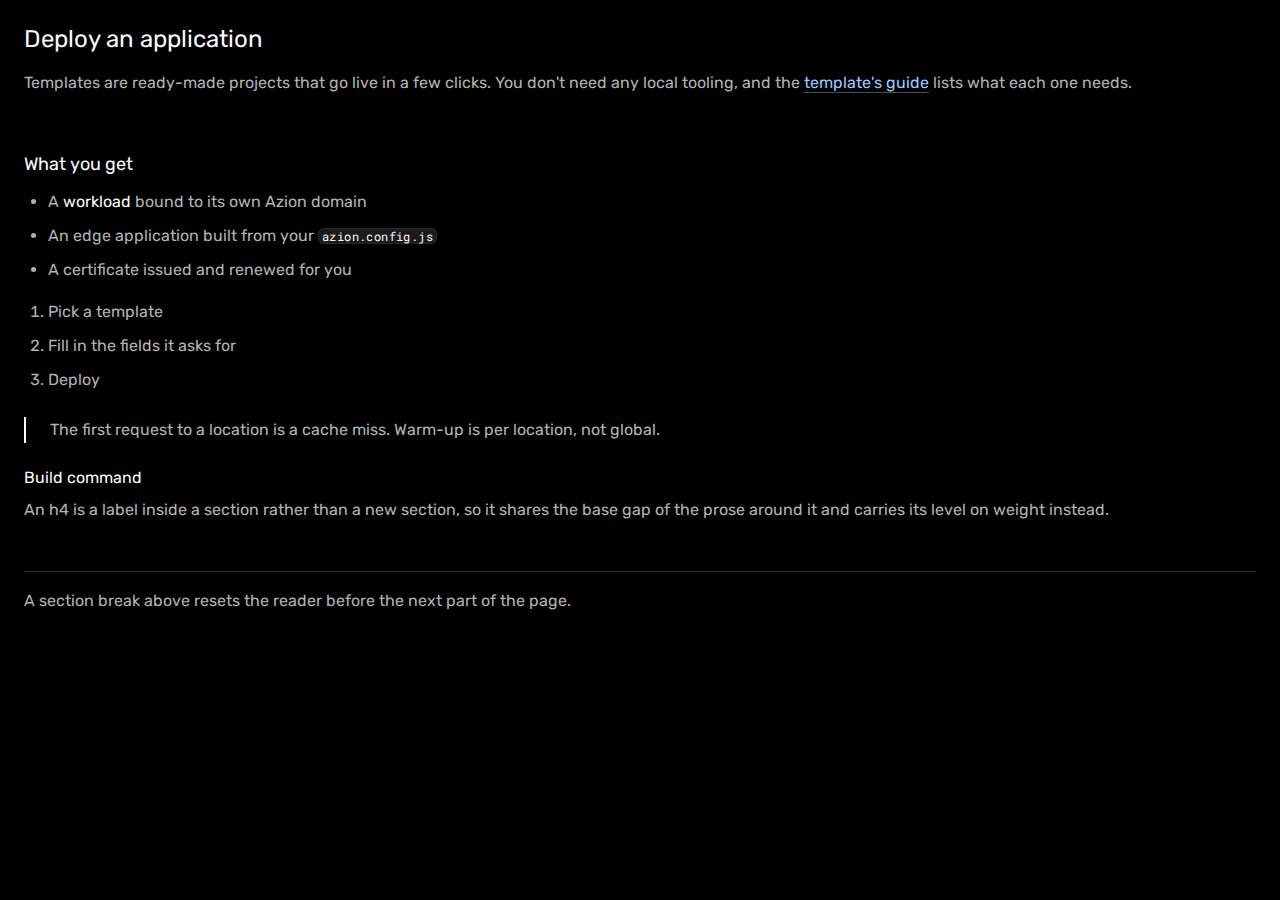 Deploy an application
Templates are ready-made projects that go live in a few clicks. You don't need any local tooling, and the template's guide lists what each one needs.
What you get
• A workload bound to its own Azion domain
• An edge application built from your azion.config.js
• A certificate issued and renewed for you
1. Pick a template
2. Fill in the fields it asks for
3. Deploy
The first request to a location is a cache miss. Warm-up is per location, not global.
Build command
An h4 is a label inside a section rather than a new section, so it shares the base gap of the prose around it and carries its level on weight instead.
A section break above resets the reader before the next part of the page.